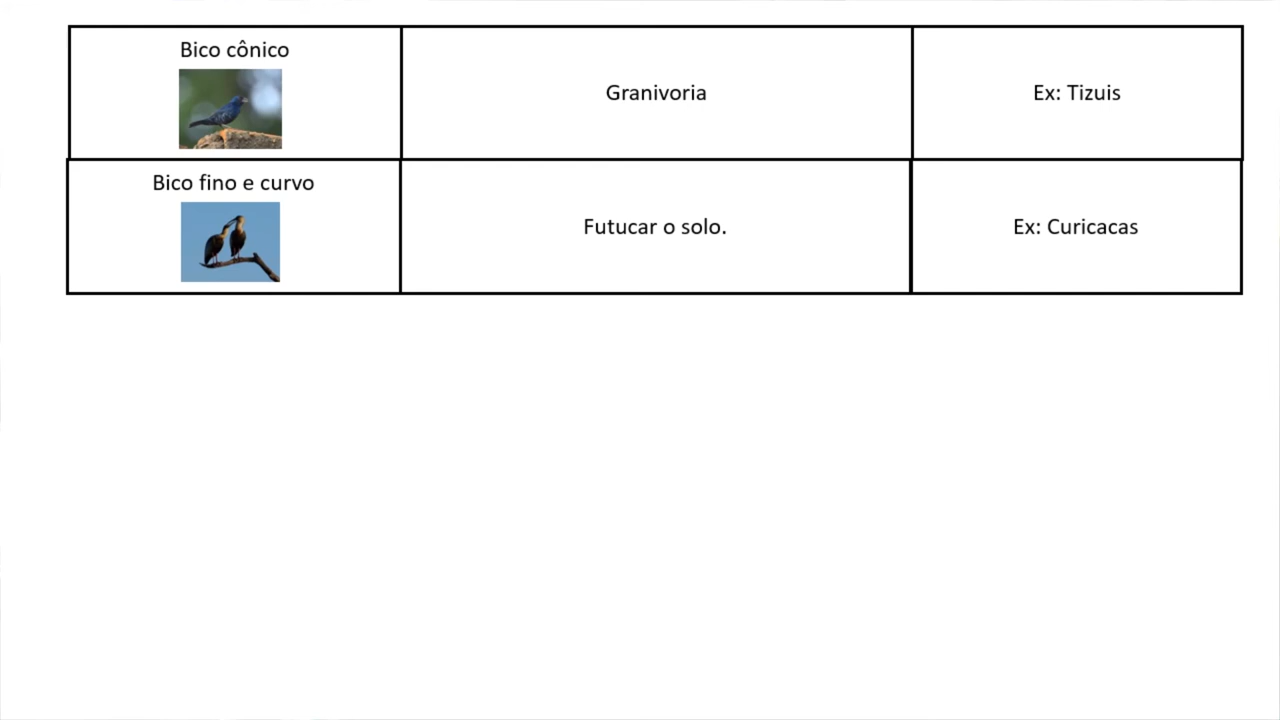 Bico cônico
Granivoria
Ex: Tizuis
Bico fino e curvo
Futucar o solo.
Ex: Curicacas